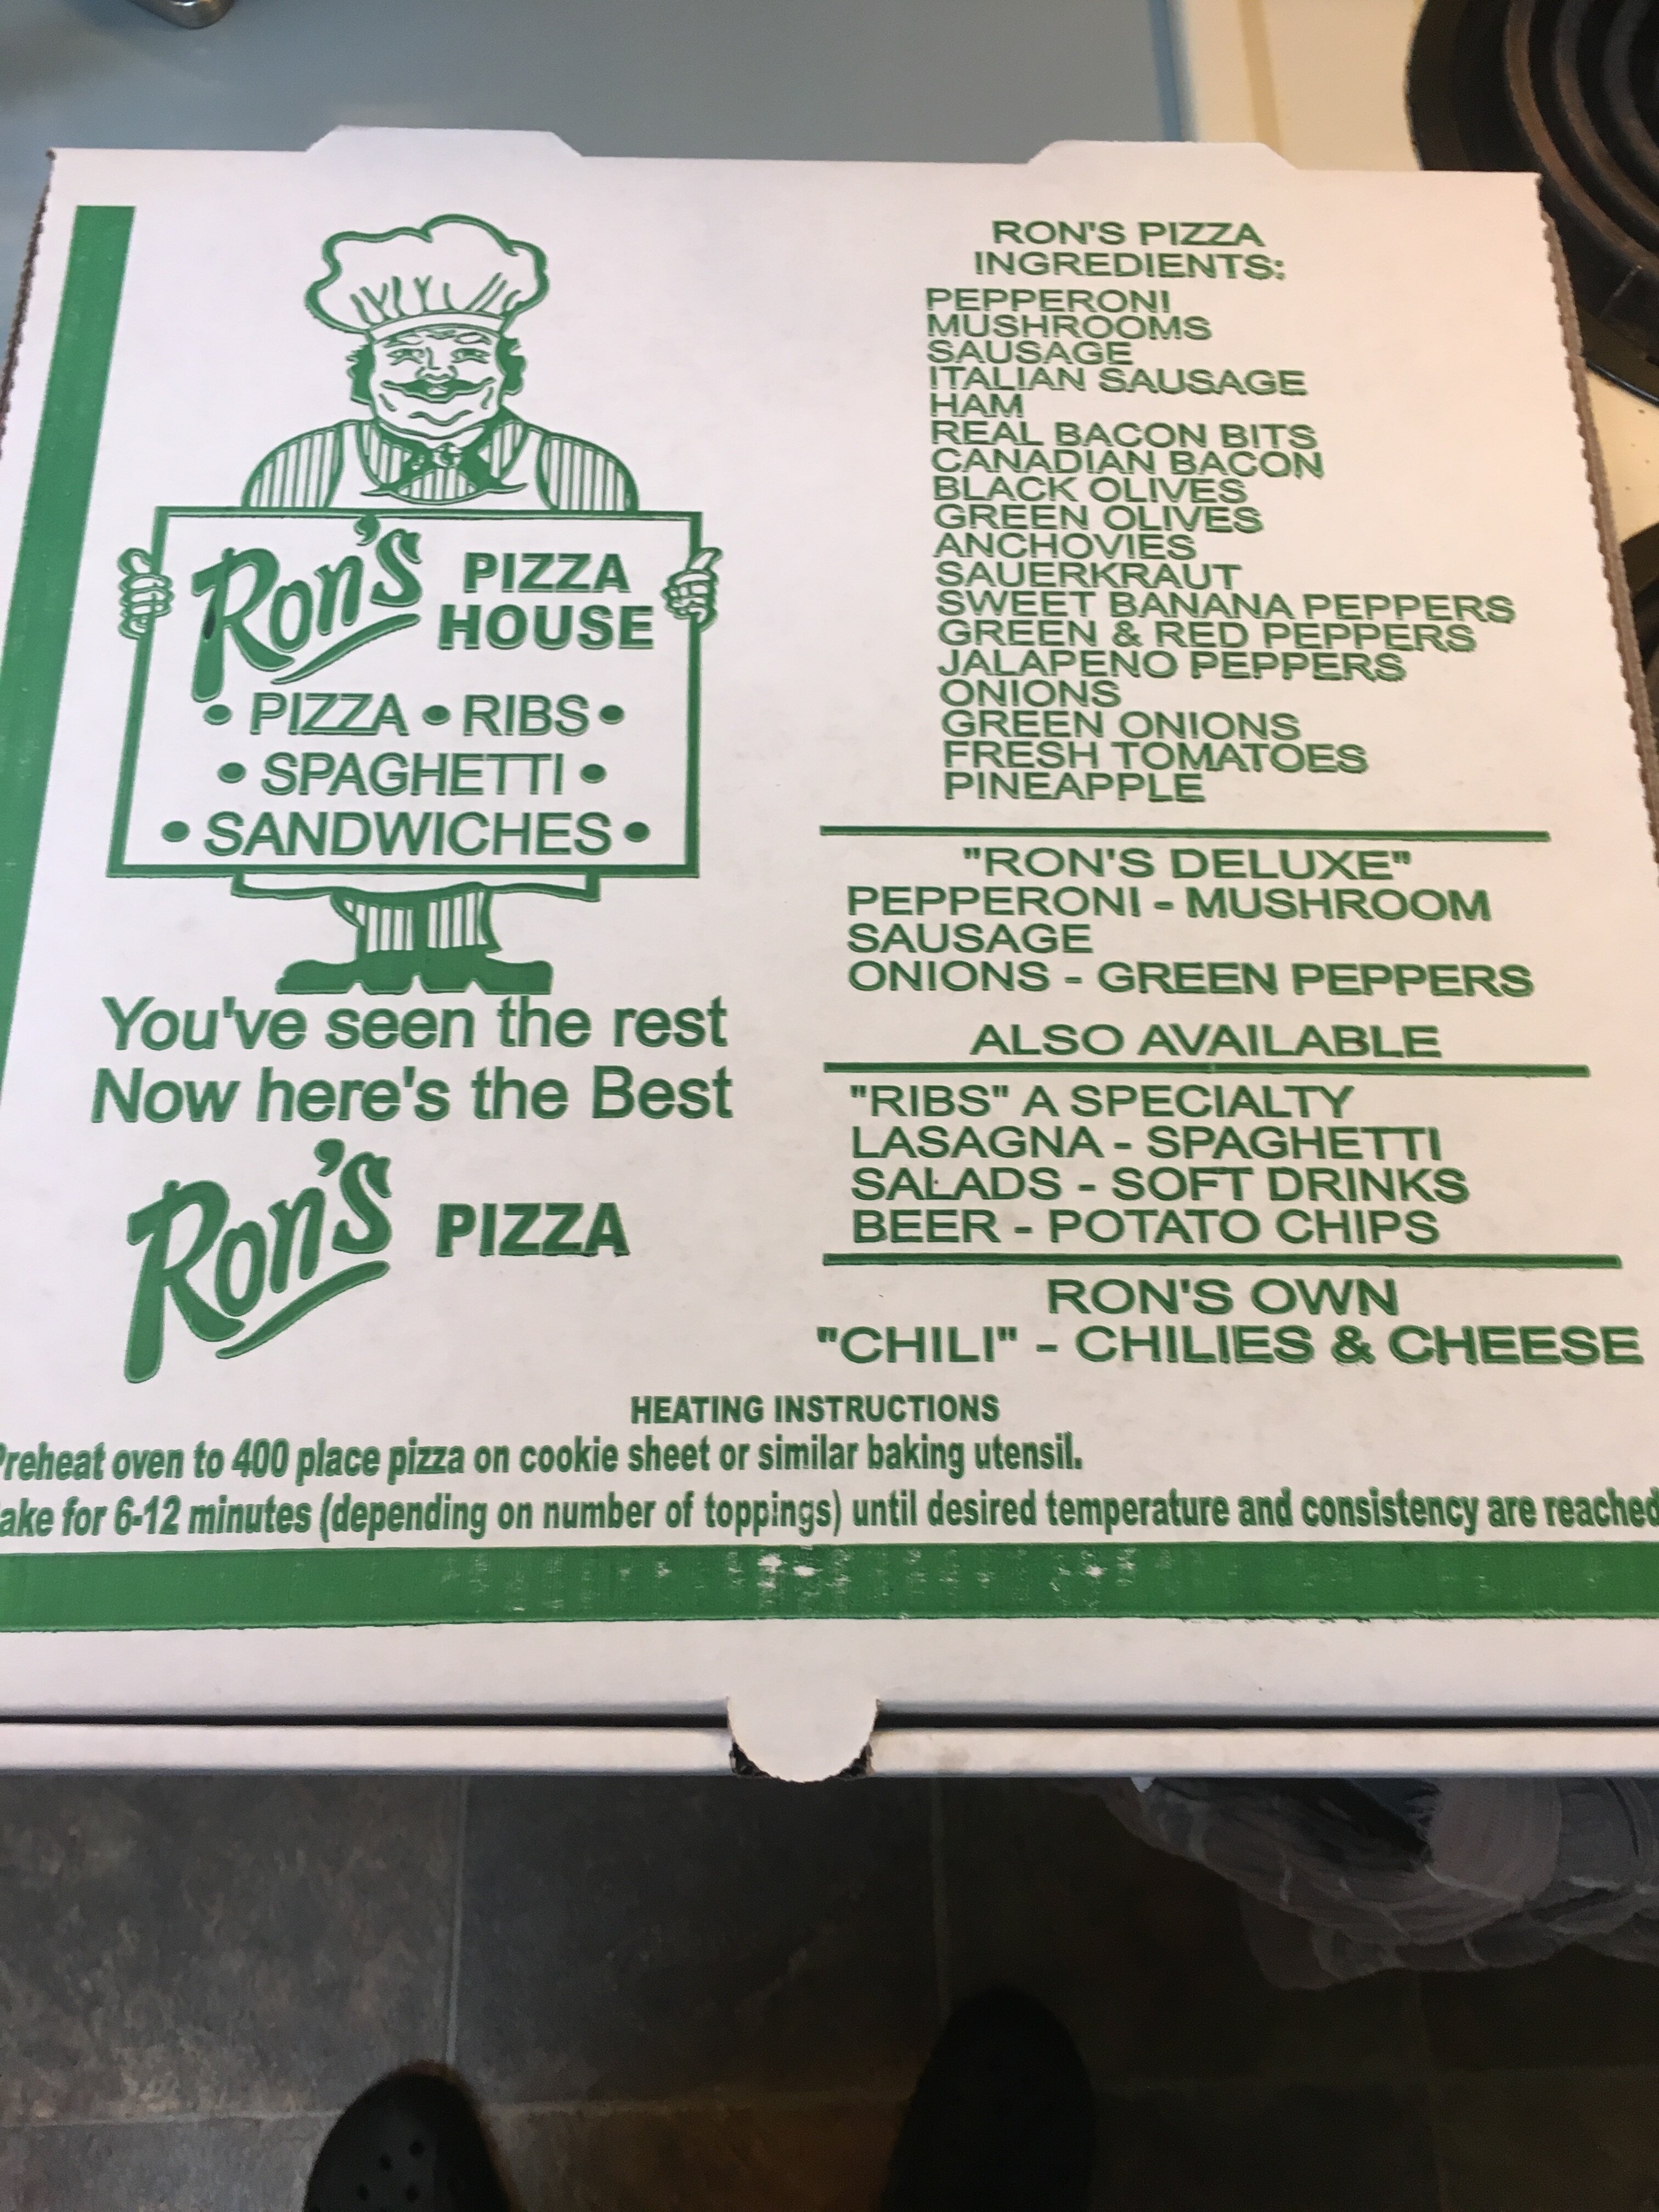 Ron's PIZZA
HOUSE
• PIZZA • RIBS •
• SPAGHETTI •
• SANDWICHES •
You've seen the rest
Now here's the Best
Ron's PIZZA
RON'S PIZZA
INGREDIENTS:
PEPPERONI
MUSHROOMS
SAUSAGE
ITALIAN SAUSAGE
HAM
REAL BACON BITS
CANADIAN BACON
BLACK OLIVES
GREEN OLIVES
ANCHOVIES
SAUERKRAUT
SWEET BANANA PEPPERS
GREEN & RED PEPPERS
JALAPENO PEPPERS
ONIONS
GREEN ONIONS
FRESH TOMATOES
PINEAPPLE
"RON'S DELUXE"
PEPPERONI - MUSHROOM
SAUSAGE
ONIONS - GREEN PEPPERS
ALSO AVAILABLE
"RIBS" A SPECIALTY
LASAGNA - SPAGHETTI
SALADS - SOFT DRINKS
BEER - POTATO CHIPS
RON'S OWN
"CHILI" - CHILIES & CHEESE
HEATING INSTRUCTIONS
Preheat oven to 400 place pizza on cookie sheet or similar baking utensil.
ake for 6-12 minutes (depending on number of toppings) until desired temperature and consistency are reached